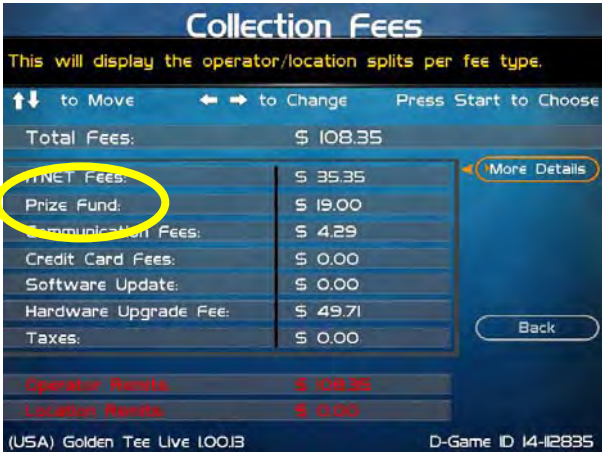 Collection Fees
This will display the operator/location splits per fee type.
to Move to Change Press Start to Choose
Total Fees: $ 108.35
ITNET Fees: $ 35.35
More Details
Prize Fund: $ 19.00
Communication Fees: $ 4.29
Credit Card Fees: $ 0.00
Software Update: $ 0.00
Hardware Upgrade Fee: $ 49.71
Back
Taxes: $ 0.00
Operator Remits: $ 108.35
Location Remits: $ 0.00
(USA) Golden Tee Live 1.00.13 D-Game ID 14-112835